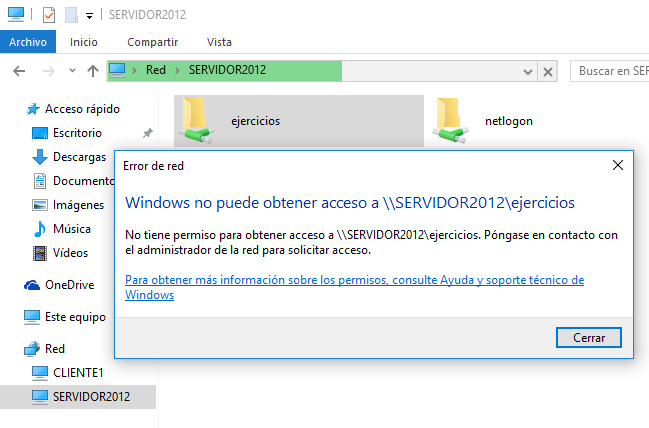 SERVIDOR2012
Archivo Inicio Compartir Vista
Red SERVIDOR2012 Buscar en SER
Acceso rápido
Escritorio
Descargas
Documento
Imágenes
Música
Vídeos
OneDrive
Este equipo
Red
CLIENTE1
SERVIDOR2012
ejercicios netlogon
Error de red
Windows no puede obtener acceso a \\SERVIDOR2012\ejercicios
No tiene permiso para obtener acceso a \\SERVIDOR2012\ejercicios. Póngase en contacto con
el administrador de la red para solicitar acceso.
Para obtener más información sobre los permisos, consulte Ayuda y soporte técnico de
Windows
Cerrar